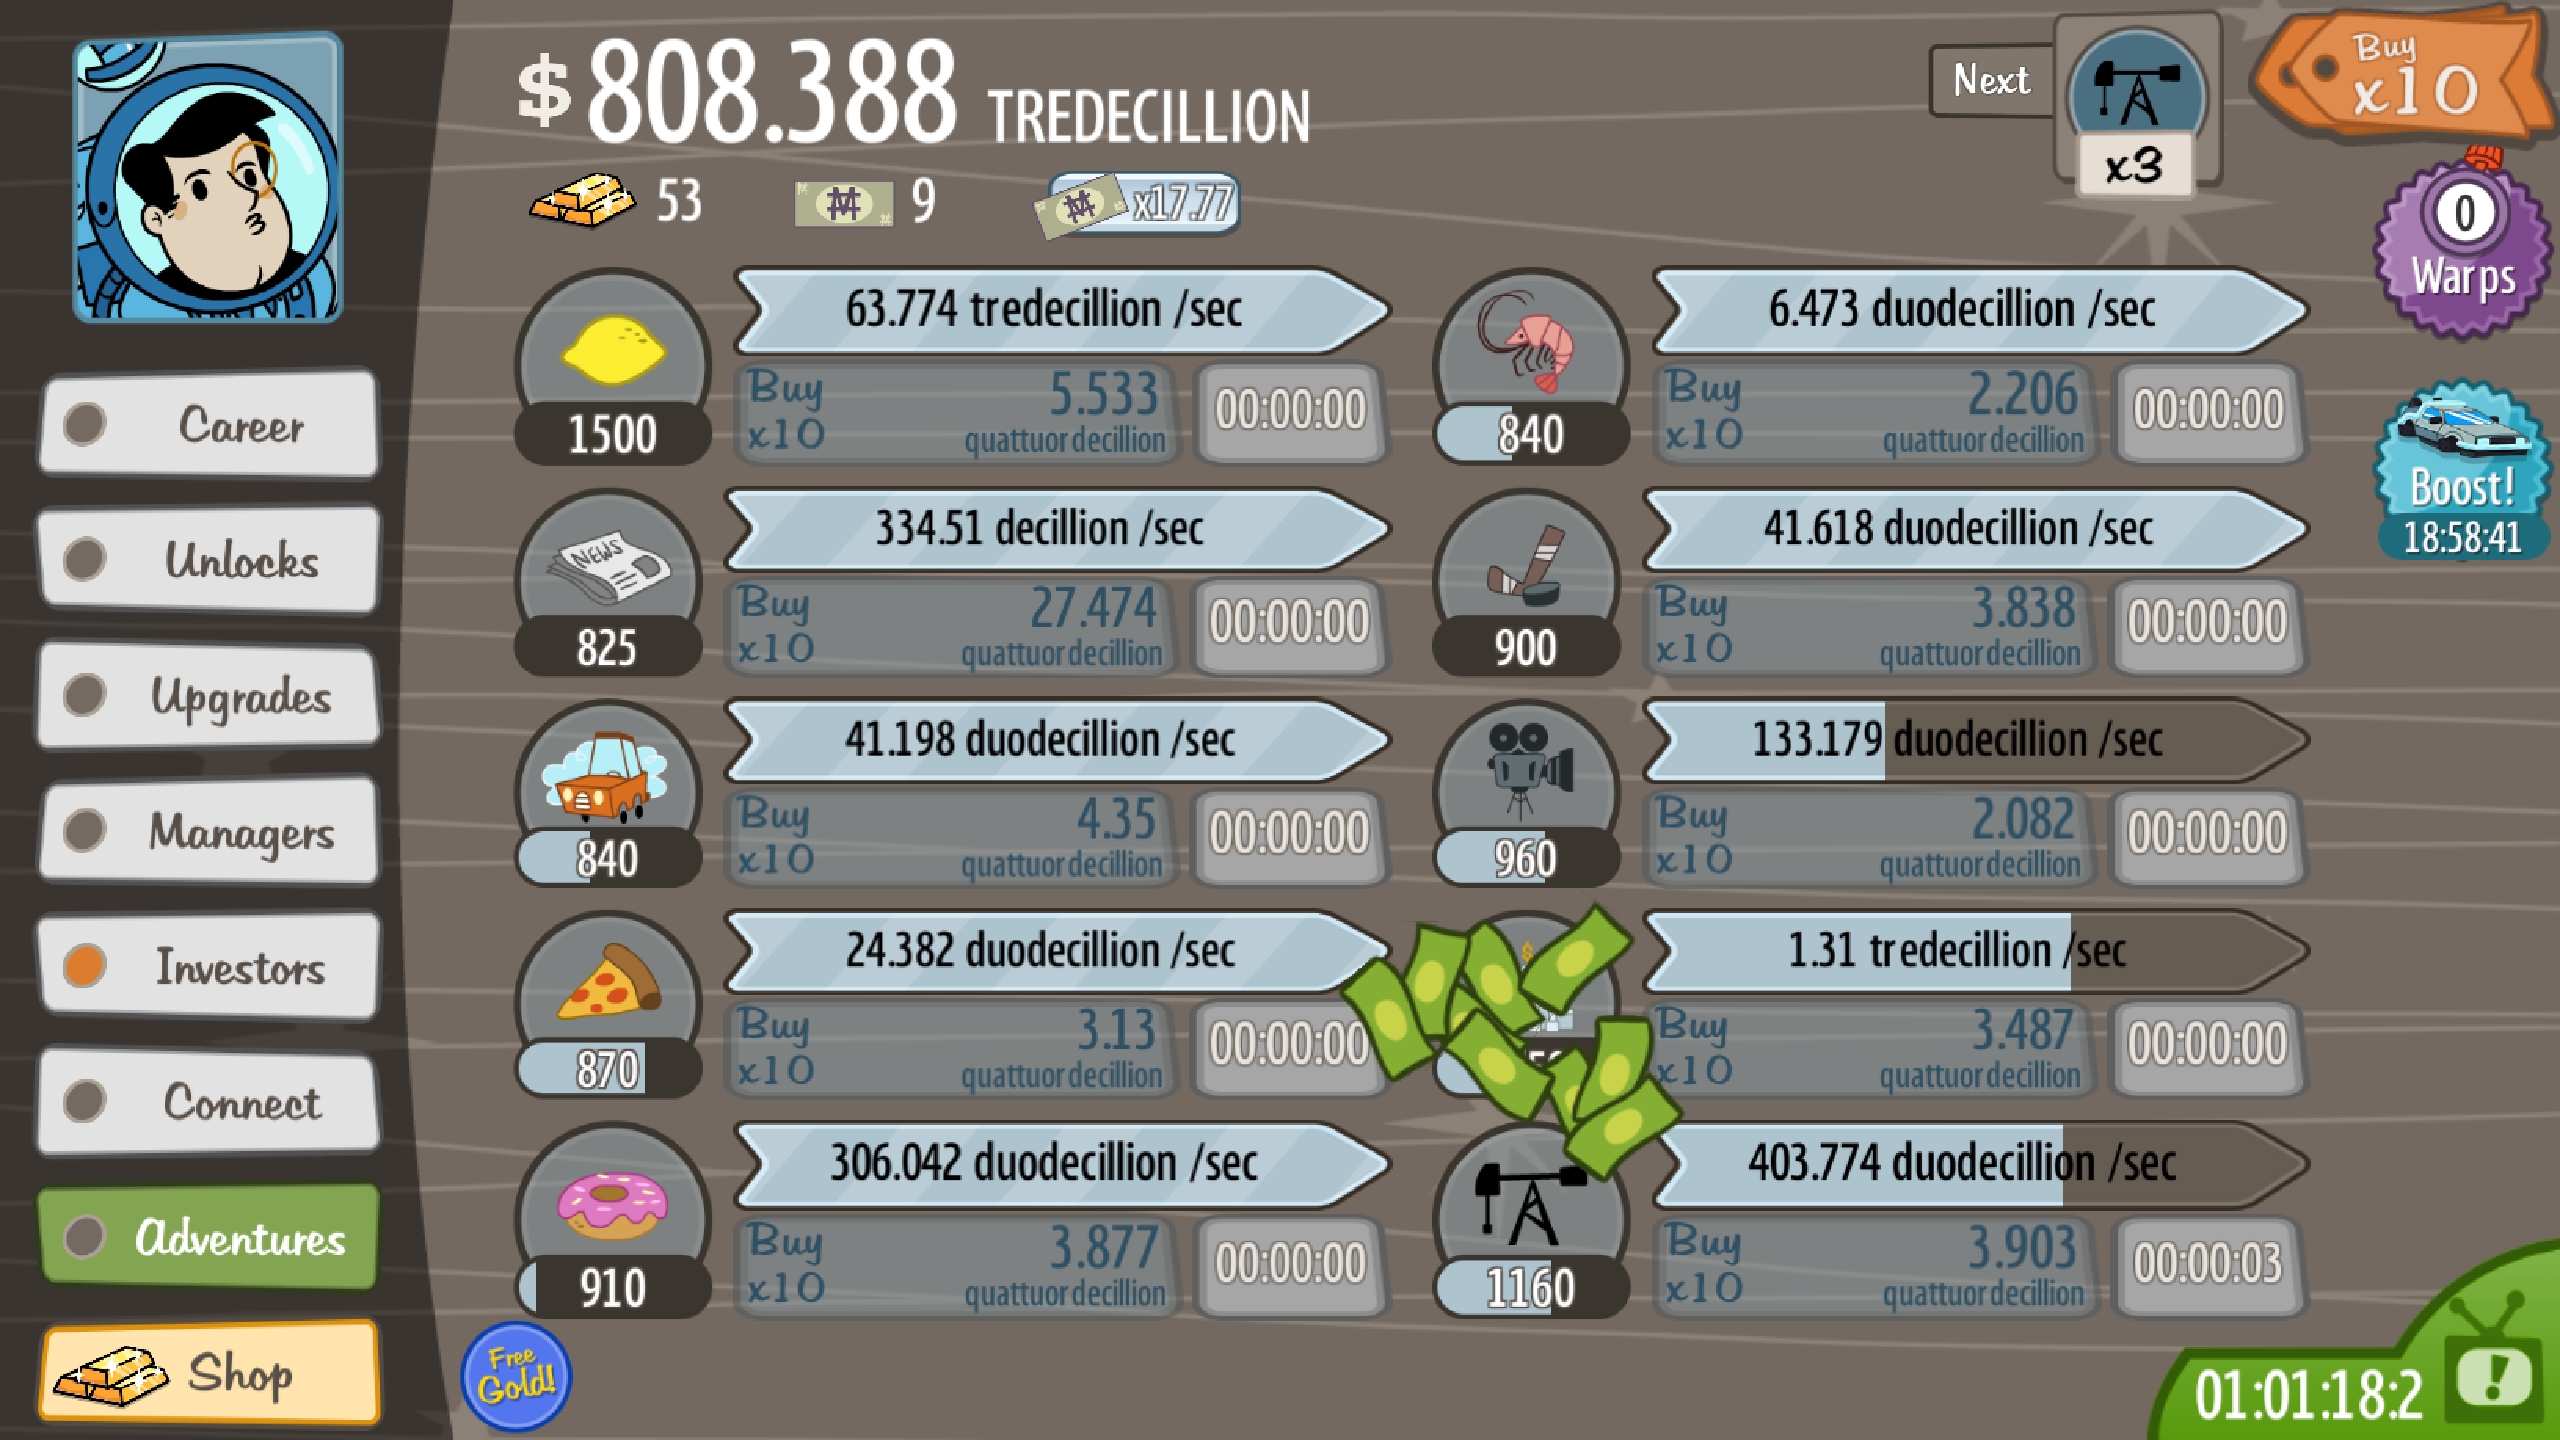 $808.388 TREDECILLION
Next
x3
Buy
x10
53
9
x17.77
0
Warps
Boost!
18:58:41
Career
Unlocks
Upgrades
Managers
Investors
Connect
Adventures
Shop
63.774 tredecillion /sec
1500
Buy
x10
5.533
quattuordecillion
00:00:00
6.473 duodecillion /sec
840
Buy
x10
2.206
quattuordecillion
00:00:00
NEWS
334.51 decillion /sec
825
Buy
x10
27.474
quattuordecillion
00:00:00
41.618 duodecillion /sec
900
Buy
x10
3.838
quattuordecillion
00:00:00
41.198 duodecillion /sec
840
Buy
x10
4.35
quattuordecillion
00:00:00
133.179 duodecillion /sec
960
Buy
x10
2.082
quattuordecillion
00:00:00
24.382 duodecillion /sec
870
Buy
x10
3.13
quattuordecillion
00:00:00
1.31 tredecillion /sec
Buy
x10
3.487
quattuordecillion
00:00:00
306.042 duodecillion /sec
910
Buy
x10
3.877
quattuordecillion
00:00:00
403.774 duodecillion /sec
1160
Buy
x10
3.903
quattuordecillion
00:00:03
Free
Gold!
01:01:18:2